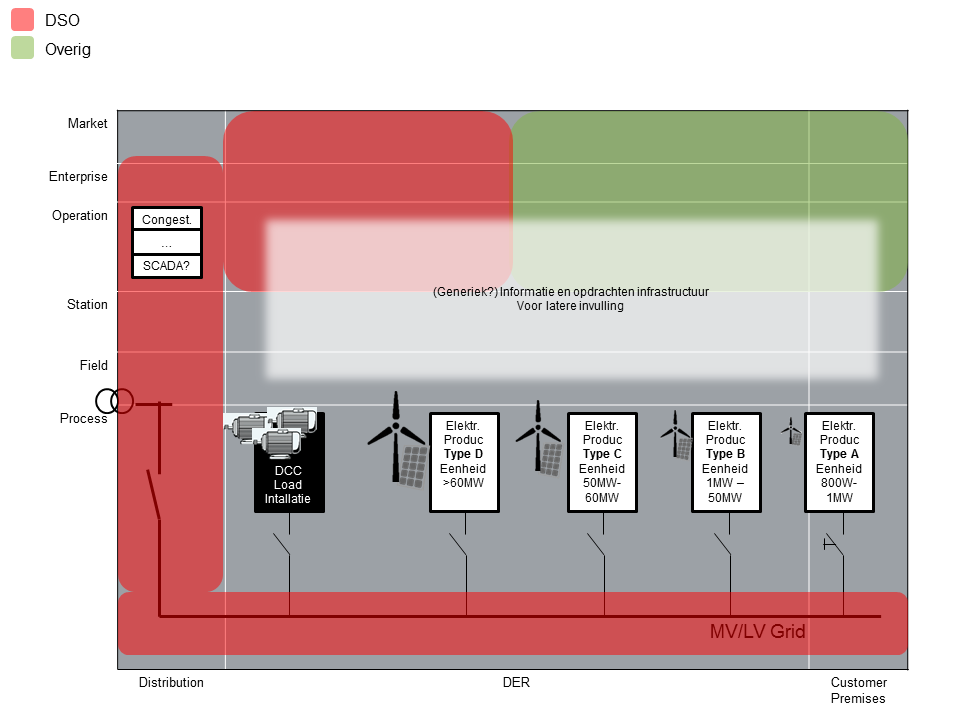 DSO
Overig
Market
Enterprise
Operation
Station
Field
Process
Congest.
...
SCADA?
(Generiek?) Informatie en opdrachten infrastructuur
Voor latere invulling
DCC
Load
Intallatie
Elektr.
Produc
Type D
Eenheid
>60MW
Elektr.
Produc
Type C
Eenheid
50MW-
60MW
Elektr.
Produc
Type B
Eenheid
1MW –
50MW
Elektr.
Produc
Type A
Eenheid
800W-
1MW
MV/LV Grid
Distribution
DER
Customer
Premises